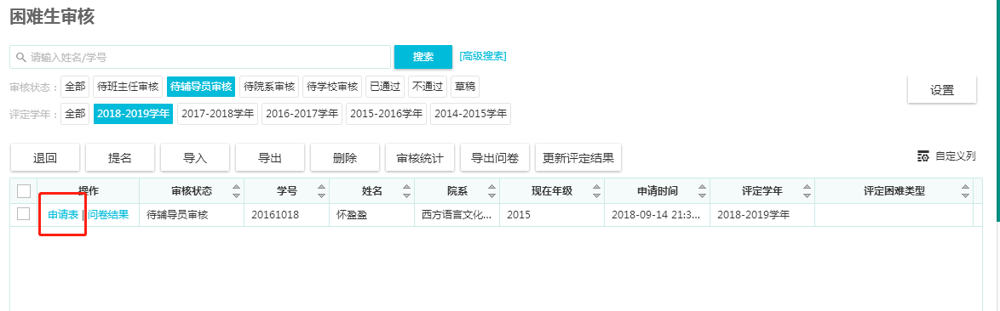 困难生审核
请输入姓名/学号 搜索 [高级搜索]
审核状态： 全部 待班主任审核 待辅导员审核 待院系审核 待学校审核 已通过 不通过 草稿
设置
评定学年： 全部 2018-2019学年 2017-2018学年 2016-2017学年 2015-2016学年 2014-2015学年
退回 提名 导入 导出 删除 审核统计 导出问卷 更新评定结果 自定义列
操作 审核状态 学号 姓名 院系 现在年级 申请时间 评定学年 评定困难类型
申请表 | 问卷结果 待辅导员审核 20161018 怀盈盈 西方语言文化... 2015 2018-09-14 21:3... 2018-2019学年